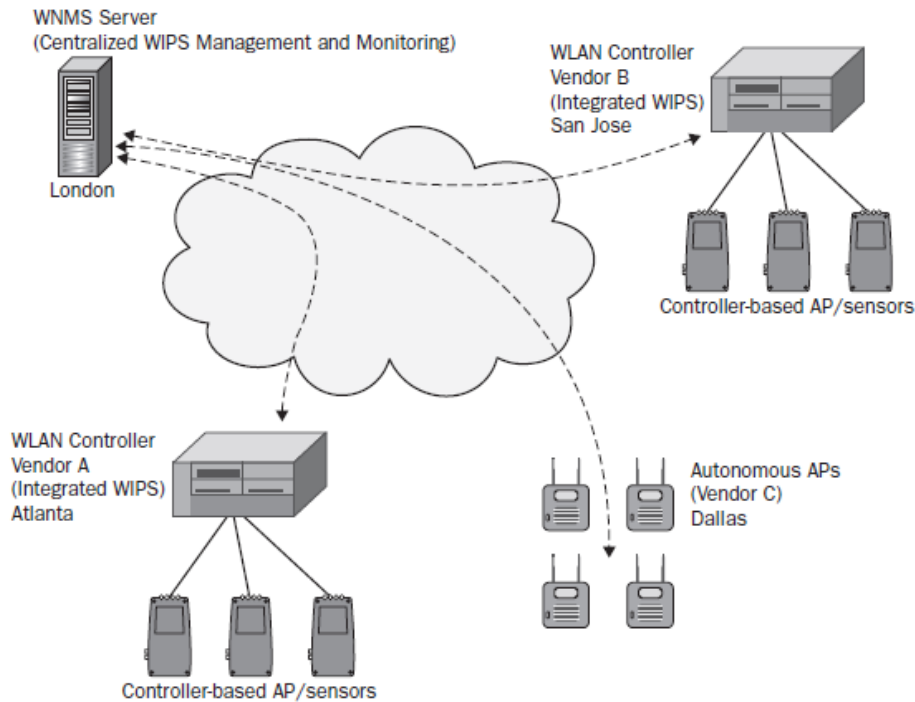 WNMS Server
(Centralized WIPS Management and Monitoring)
London
WLAN Controller
Vendor B
(Integrated WIPS)
San Jose
Controller-based AP/sensors
WLAN Controller
Vendor A
(Integrated WIPS)
Atlanta
Controller-based AP/sensors
Autonomous APs
(Vendor C)
Dallas